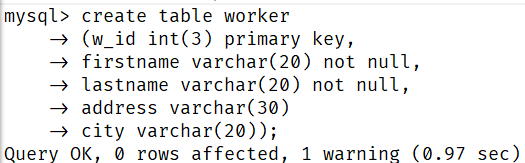 mysql> create table worker
    → (w_id int(3) primary key,
    → firstname varchar(20) not null,
    → lastname varchar(20) not null,
    → address varchar(30)
    → city varchar(20));
Query OK, 0 rows affected, 1 warning (0.97 sec)